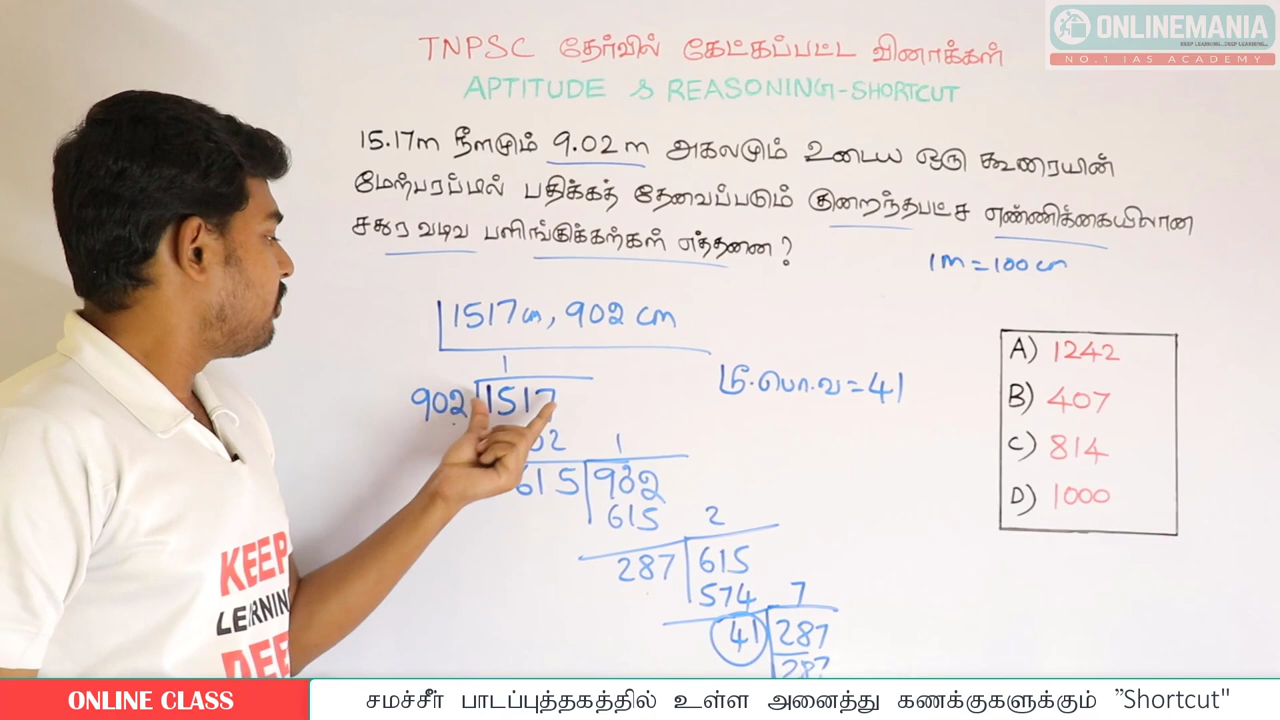 ONLINEMANIA
DEEP LEARNING...DEEP LEARNING...
NO.1 IAS ACADEMY
TNPSC தேர்வில் கேட்கப்பட்ட வினாக்கள்
APTITUDE & REASONING-SHORTCUT
15.17m நீளமும் 9.02 m அகலமும் உடைய ஒரு கூரையின்
மேற்பரப்பில் பதிக்கத் தேவைப்படும் குறைந்தபட்ச எண்ணிக்கையிலான
சதுர வடிவ பளிங்குக்கற்கள் எத்தனை?
1m = 100 cm
1517 cm, 902 cm
1
902 1517
02 1
615 902
615 2
287 615
574 7
41 287
287
மீ.பொ.வ = 41
A) 1242
B) 407
C) 814
D) 1000
KEEP
LEARNING
DEE
ONLINE CLASS
சமச்சீர் பாடப்புத்தகத்தில் உள்ள அனைத்து கணக்குகளுக்கும் "Shortcut"